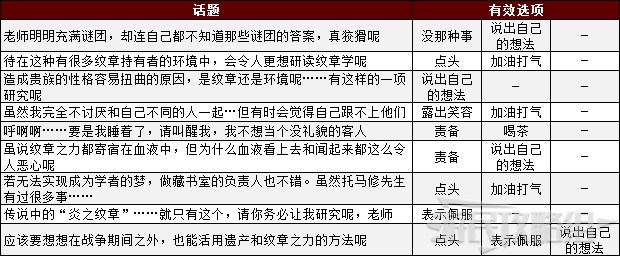 话题 有效选项
老师明明充满谜团，却连自己都不知道那些谜团的答案，真狡猾呢 没那种事 说出自己的想法 –
待在这种有很多纹章持有者的环境中，会令人更想研读纹章学呢 点头 加油打气 –
造成贵族的性格容易扭曲的原因，是纹章还是环境呢……有这样的一项
研究呢 说出自己的想法 – –
虽然我完全不讨厌和自己不同的人一起…但有时会觉得自己跟不上他们 露出笑容 加油打气 –
呼啊啊……要是我睡着了，请叫醒我，我不想当个没礼貌的客人 责备 喝茶 –
虽说纹章之力都寄宿在血液中，但为什么血液看上去和闻起来都这么令
人恶心呢 责备 说出自己的想法 –
若无法实现成为学者的梦，做藏书室的负责人也不错。虽然托马修先生
有过很多事…… 点头 加油打气 –
传说中的“炎之纹章”……就只有这个，请你务必让我研究呢，老师 表示佩服
应该要想想在战争期间之外，也能活用遗产和纹章之力的方法呢 点头 表示佩服 说出自己的想法